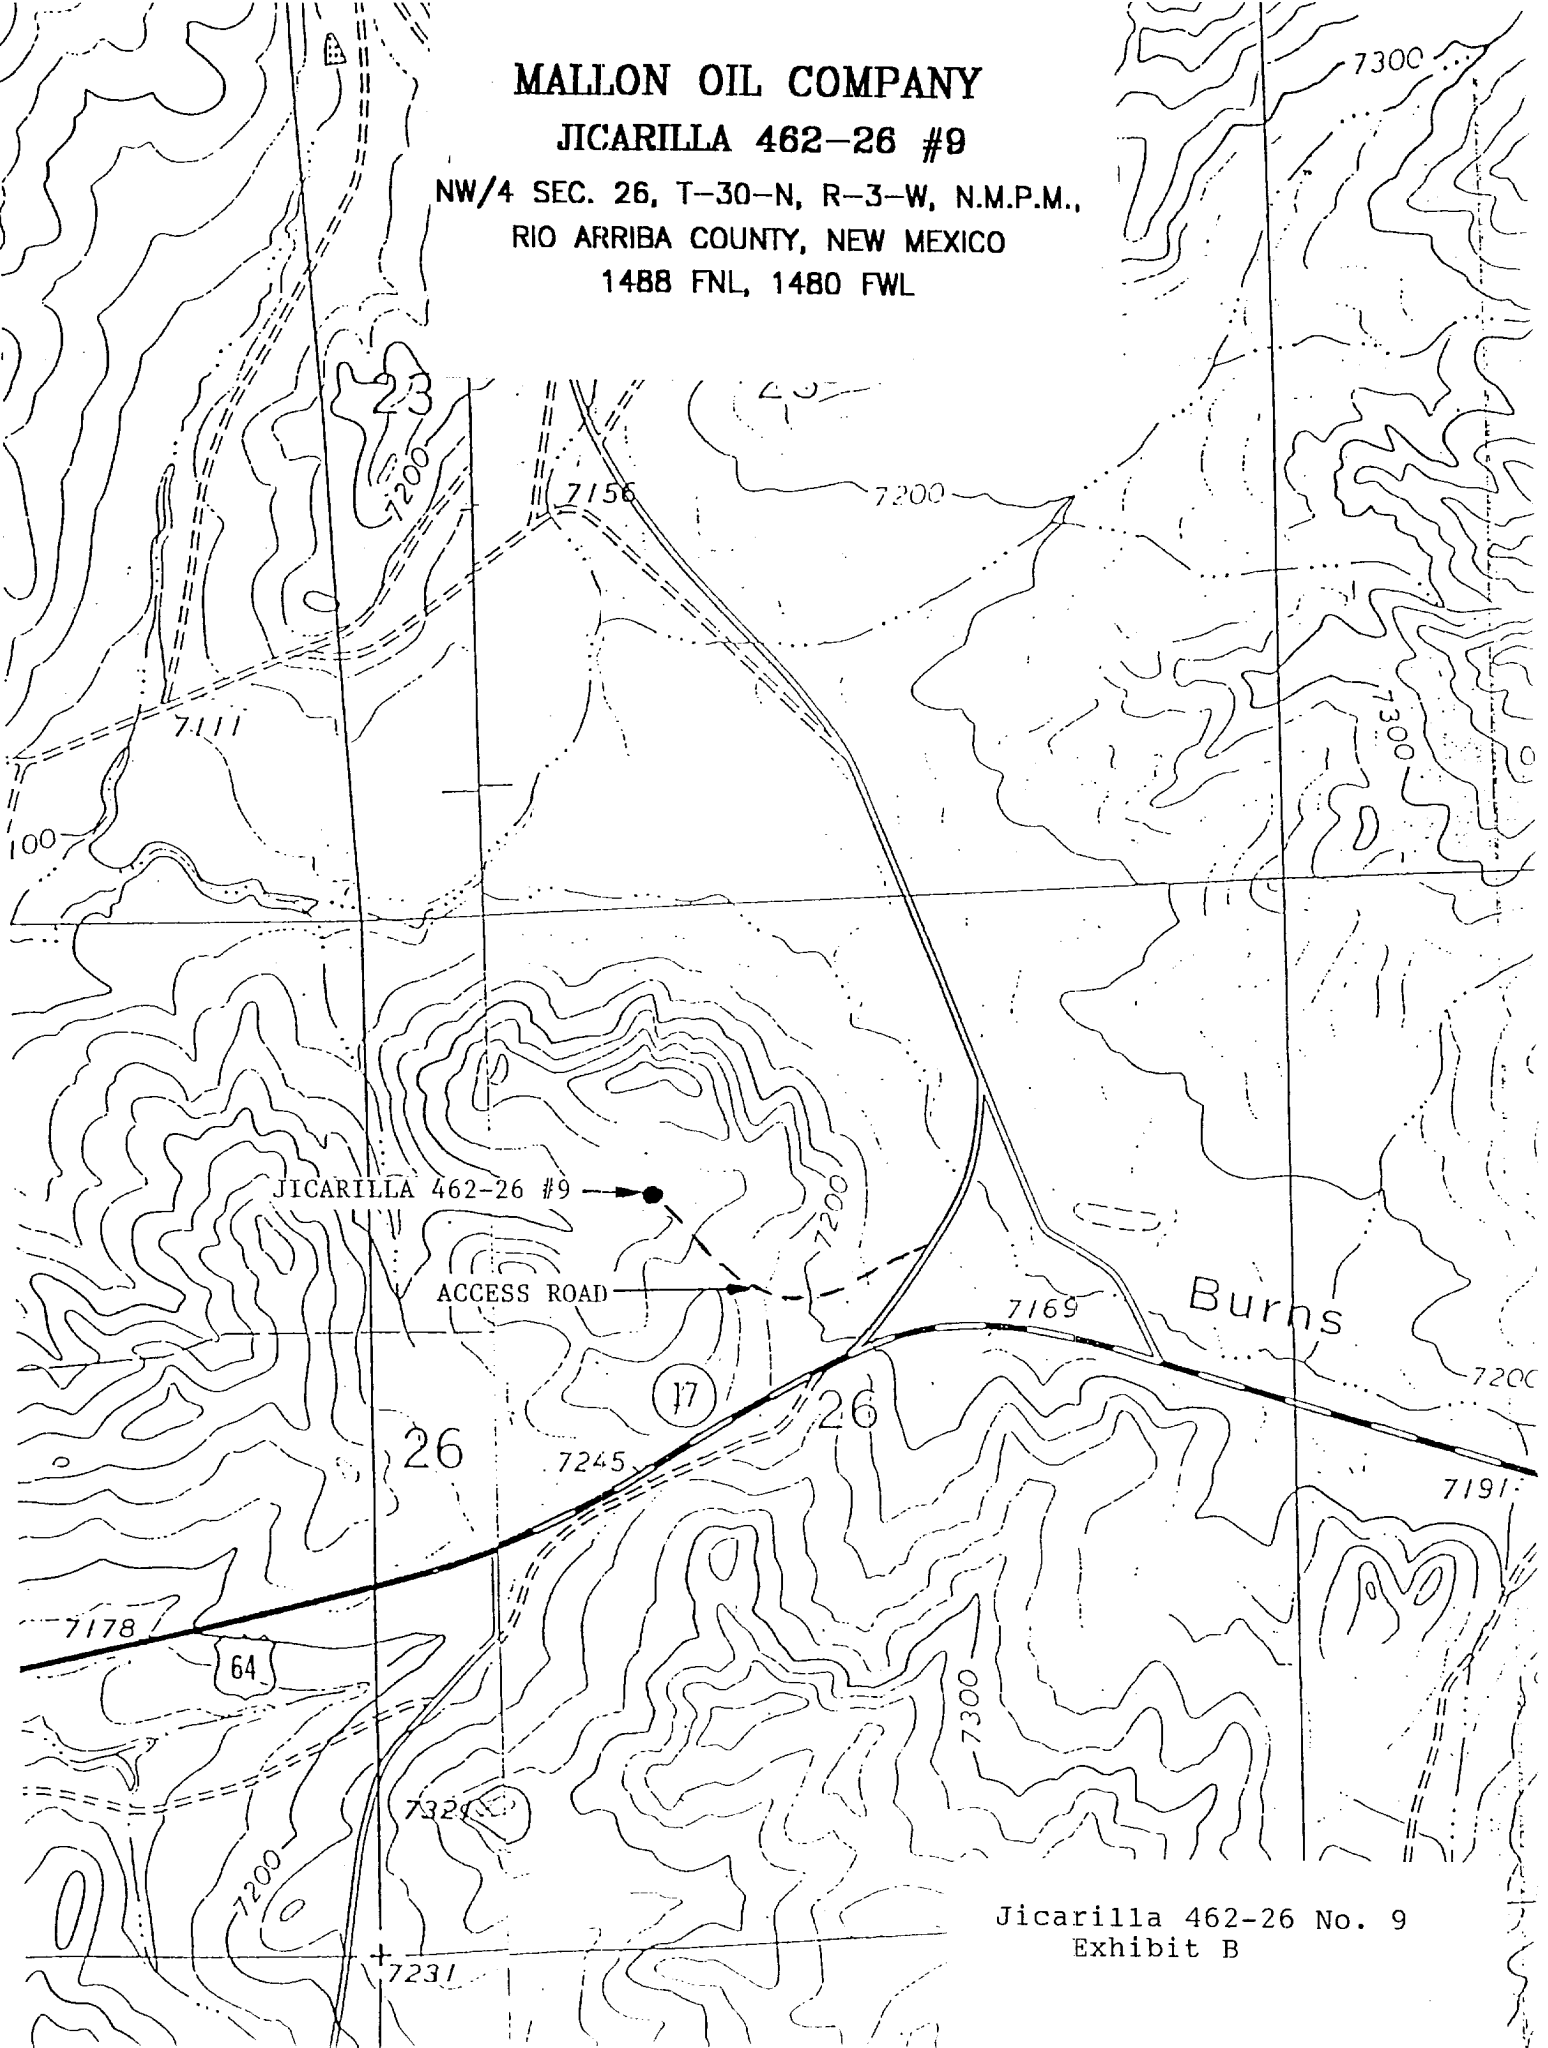 MALLON OIL COMPANY
JICARILLA 462-26 #9
NW/4 SEC. 26, T-30-N, R-3-W, N.M.P.M.,
RIO ARRIBA COUNTY, NEW MEXICO
1488 FNL, 1480 FWL
7300
23
7200
7156
7200
7111
7300
100
JICARILLA 462-26 #9
7200
ACCESS ROAD
7169
Burns
7200
17
26
26
7245
7191
7178
64
7300
7200
7231
Jicarilla 462-26 No. 9
Exhibit B